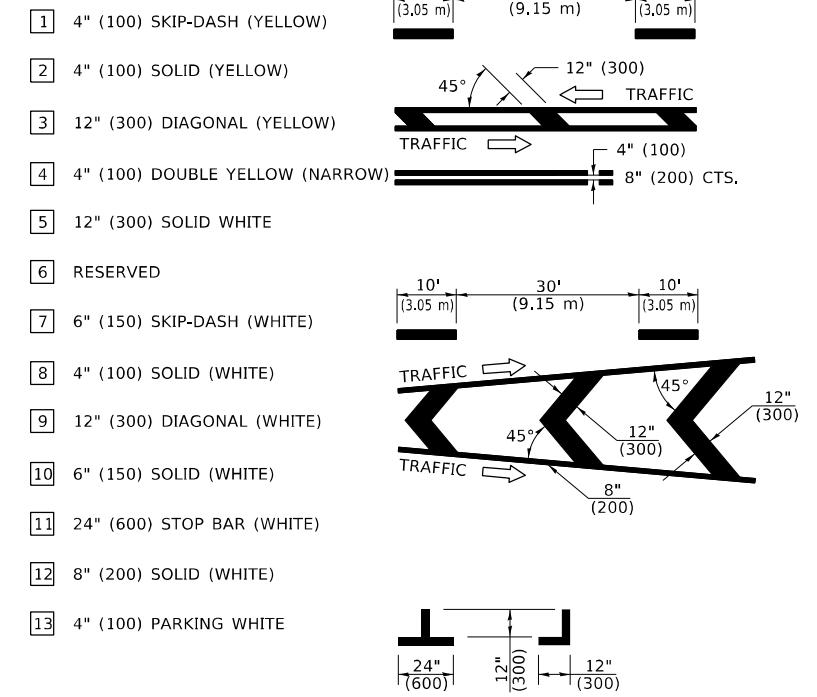 (3.05 m) (9.15 m) (3.05 m)
1 4" (100) SKIP-DASH (YELLOW)
2 4" (100) SOLID (YELLOW)
12" (300)
45°
TRAFFIC
3 12" (300) DIAGONAL (YELLOW)
TRAFFIC
4" (100)
4 4" (100) DOUBLE YELLOW (NARROW)
8" (200) CTS.
5 12" (300) SOLID WHITE
6 RESERVED
10' 30' 10'
(3.05 m) (9.15 m) (3.05 m)
7 6" (150) SKIP-DASH (WHITE)
8 4" (100) SOLID (WHITE)
TRAFFIC
45°
12"
(300)
9 12" (300) DIAGONAL (WHITE)
45°
12"
(300)
10 6" (150) SOLID (WHITE)
TRAFFIC
8"
(200)
11 24" (600) STOP BAR (WHITE)
12 8" (200) SOLID (WHITE)
13 4" (100) PARKING WHITE
24"
(600)
12"
(300)
12"
(300)